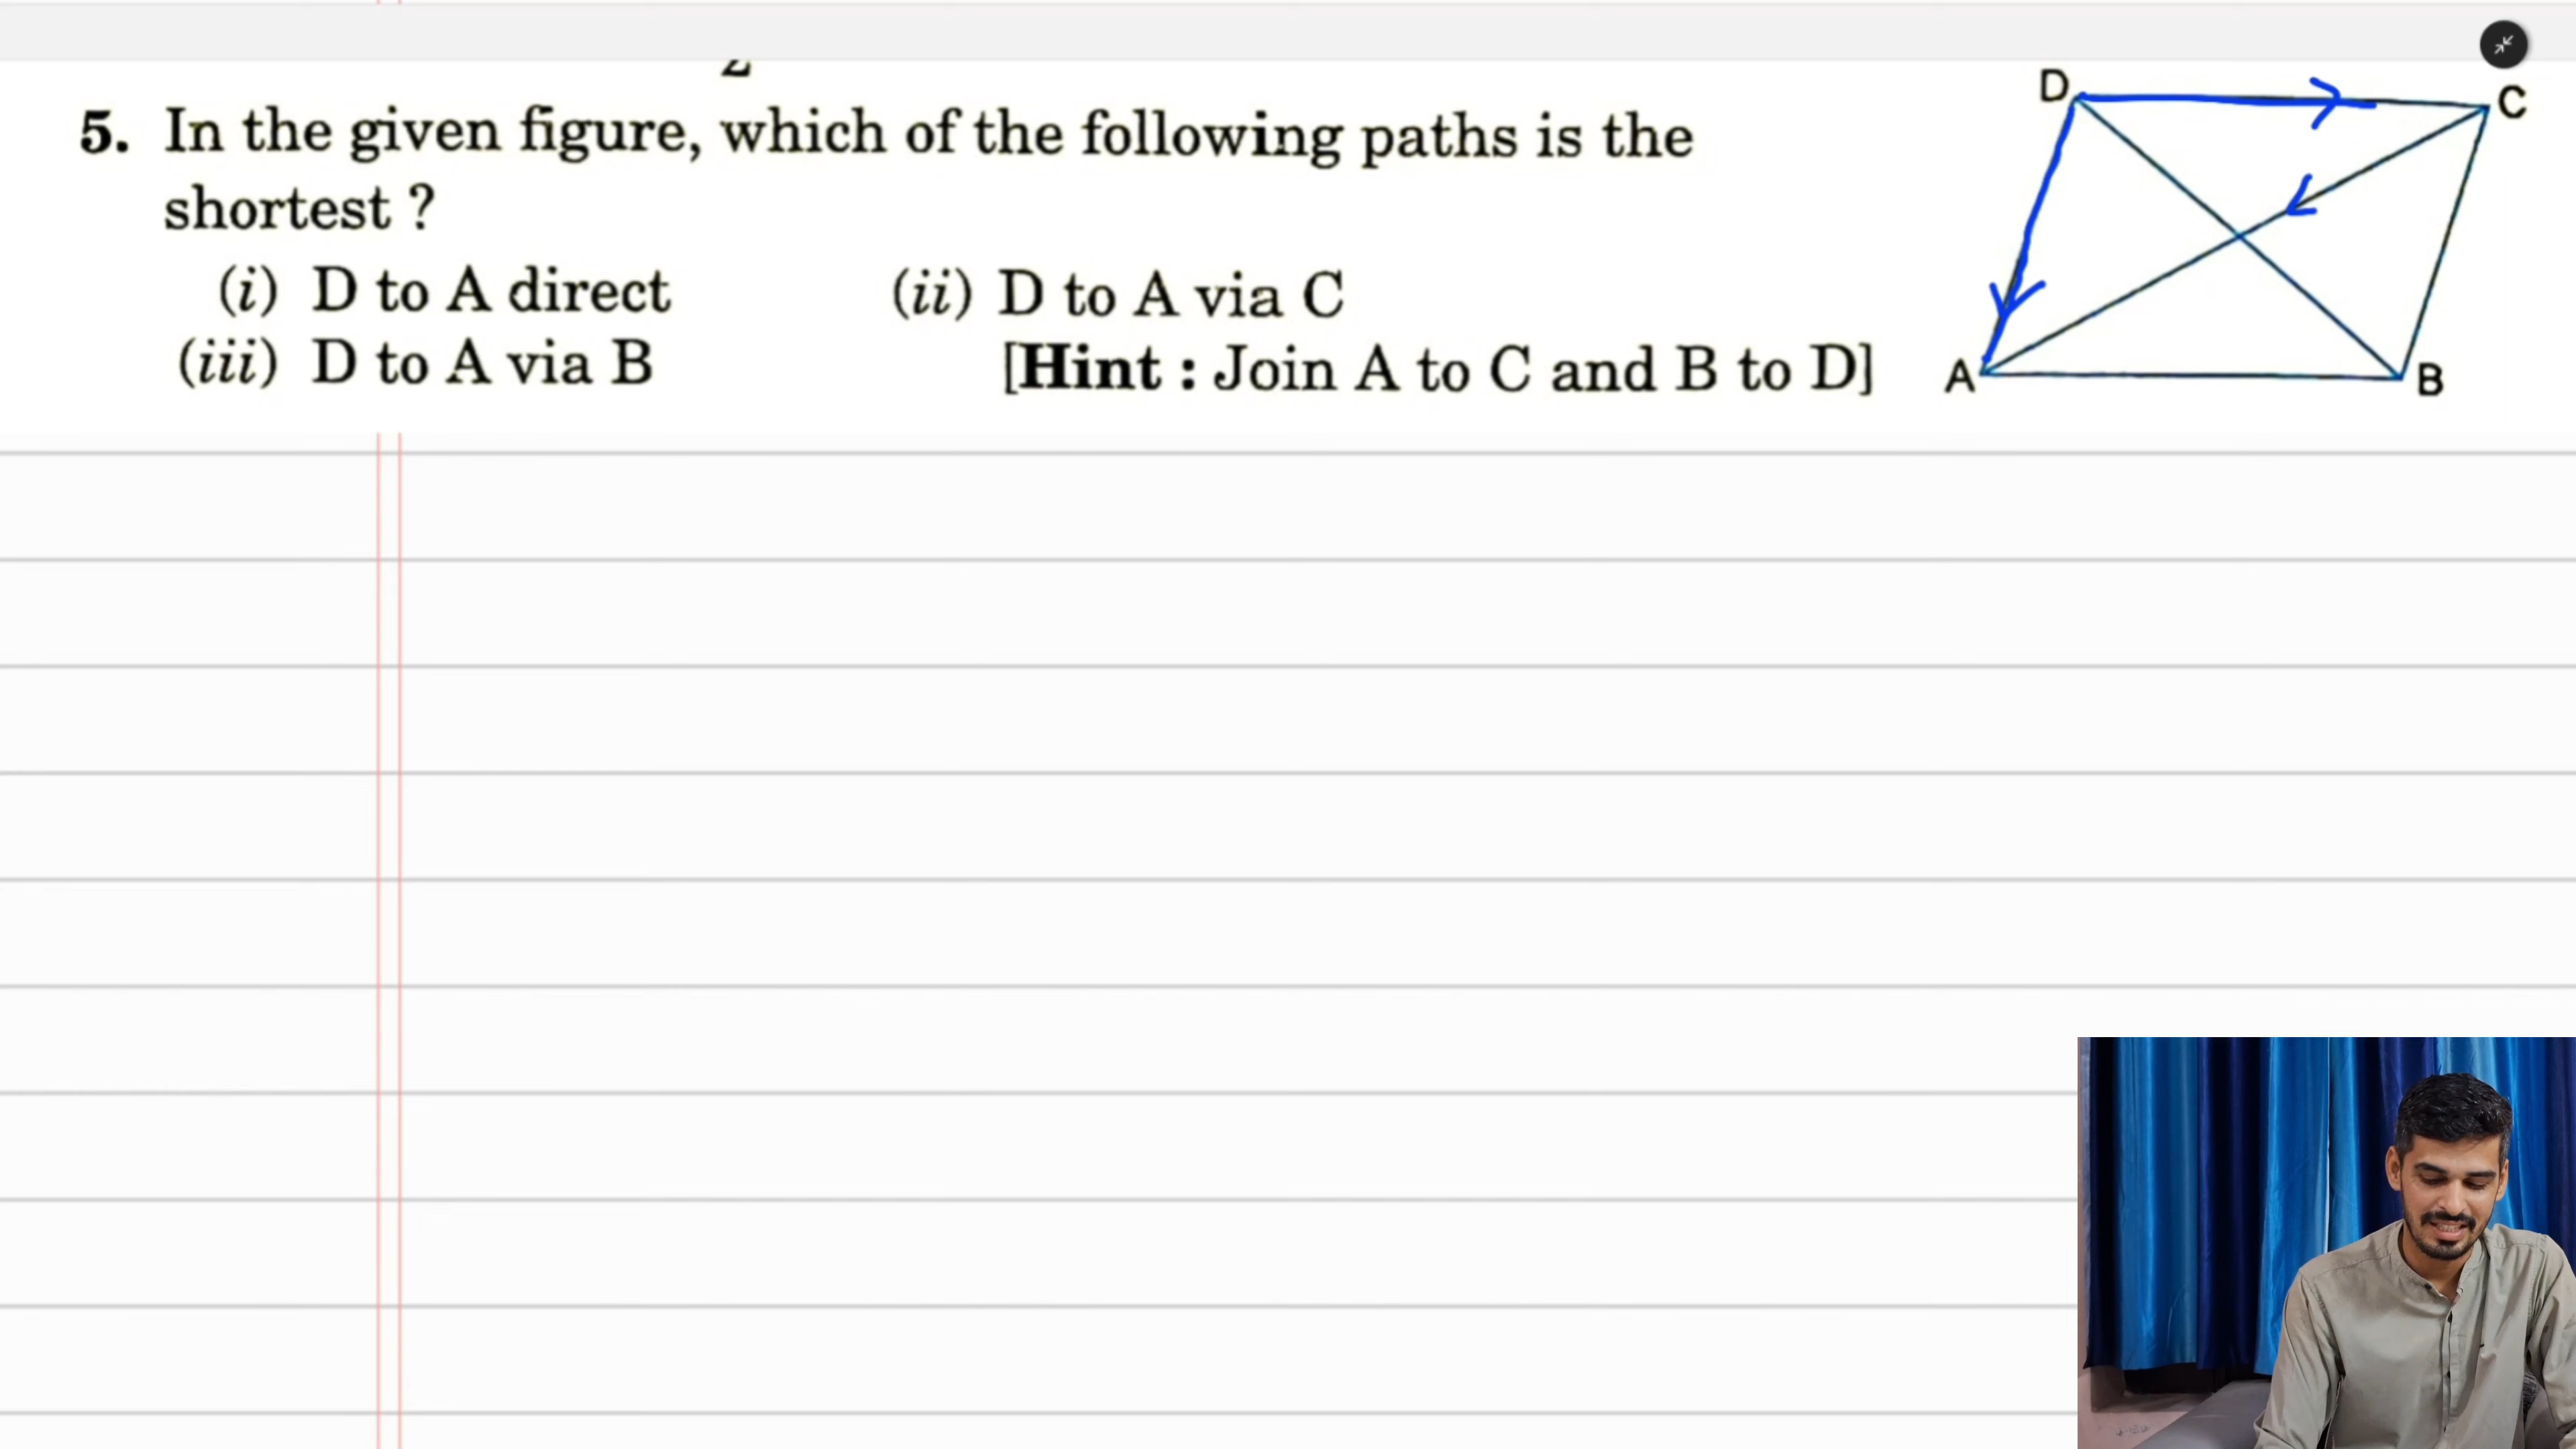 5. In the given figure, which of the following paths is the
shortest ?
(i) D to A direct
(ii) D to A via C
(iii) D to A via B
[Hint : Join A to C and B to D]
D
C
A
B